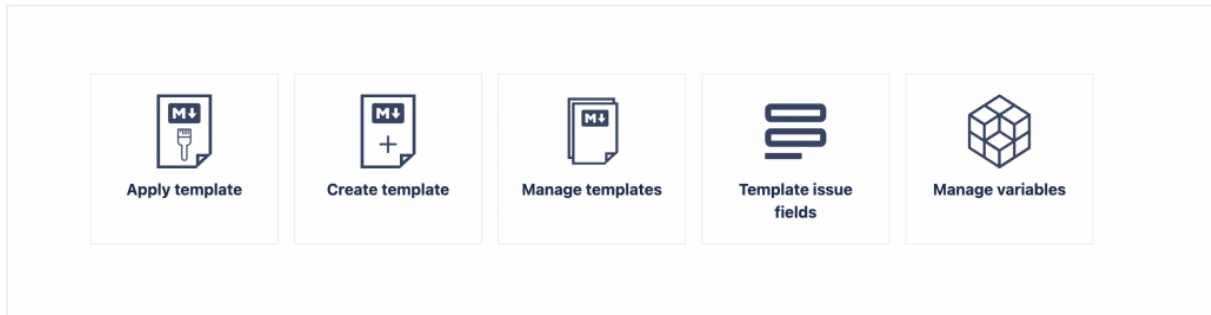 M↓
M↓
M↓
Apply template
Create template
Manage templates
Template issue
fields
Manage variables